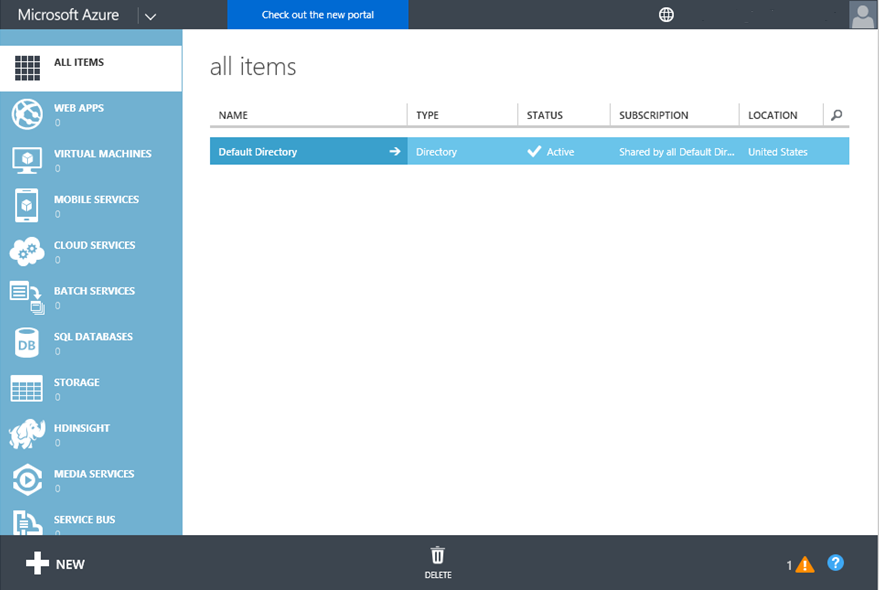 Microsoft Azure
Check out the new portal
ALL ITEMS
WEB APPS
0
VIRTUAL MACHINES
0
MOBILE SERVICES
0
CLOUD SERVICES
0
BATCH SERVICES
0
SQL DATABASES
0
DB
STORAGE
0
HDINSIGHT
0
MEDIA SERVICES
0
SERVICE BUS
0
all items
NAME TYPE STATUS SUBSCRIPTION LOCATION
Default Directory Directory Active Shared by all Default Dir... United States
NEW
DELETE
1 ! ?